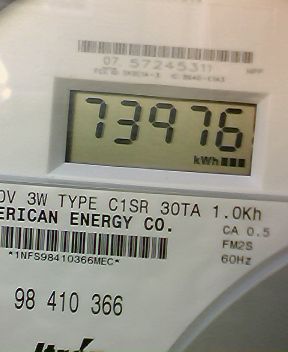 07 57245311
73976
kWh
0V 3W TYPE C1SR 30TA 1.0Kh
ERICAN ENERGY CO.
CA 0.5
FM2S
*1NFS98410366MEC*
60Hz
98 410 366